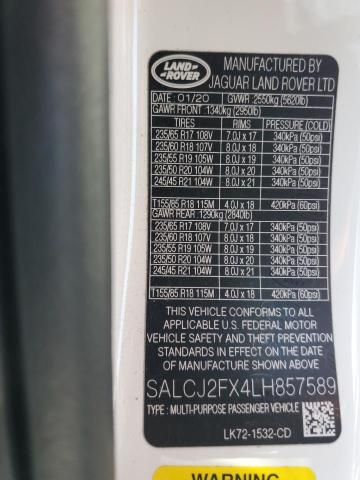 LAND ROVER
MANUFACTURED BY
JAGUAR LAND ROVER LTD
DATE : 01/20 GVWR :2550kg (5620lb)
GAWR FRONT :1340kg (2950lb)
TIRES RIMS PRESSURE (COLD)
235/65 R17 108V 7.0J x 17 340kPa (50psi)
235/60 R18 107V 8.0J x 18 340kPa (50psi)
235/55 R19 105W 8.0J x 19 340kPa (50psi)
235/50 R20 104W 8.0J x 20 340kPa (50psi)
245/45 R21 104W 8.0J x 21 340kPa (50psi)
T155/85 R18 115M 4.0J x 18 420kPa (60psi)
GAWR REAR :1290kg (2840lb)
235/65 R17 108V 7.0J x 17 340kPa (50psi)
235/60 R18 107V 8.0J x 18 340kPa (50psi)
235/55 R19 105W 8.0J x 19 340kPa (50psi)
235/50 R20 104W 8.0J x 20 340kPa (50psi)
245/45 R21 104W 8.0J x 21 340kPa (50psi)
T155/85 R18 115M 4.0J x 18 420kPa (60psi)
THIS VEHICLE CONFORMS TO ALL
APPLICABLE U.S. FEDERAL MOTOR
VEHICLE SAFETY AND THEFT PREVENTION
STANDARDS IN EFFECT ON THE DATE
OF MANUFACTURE SHOWN ABOVE
SALCJ2FX4LH857589
TYPE : MULTI-PURPOSE PASSENGER VEHICLE
LK72-1532-CD
WARNING